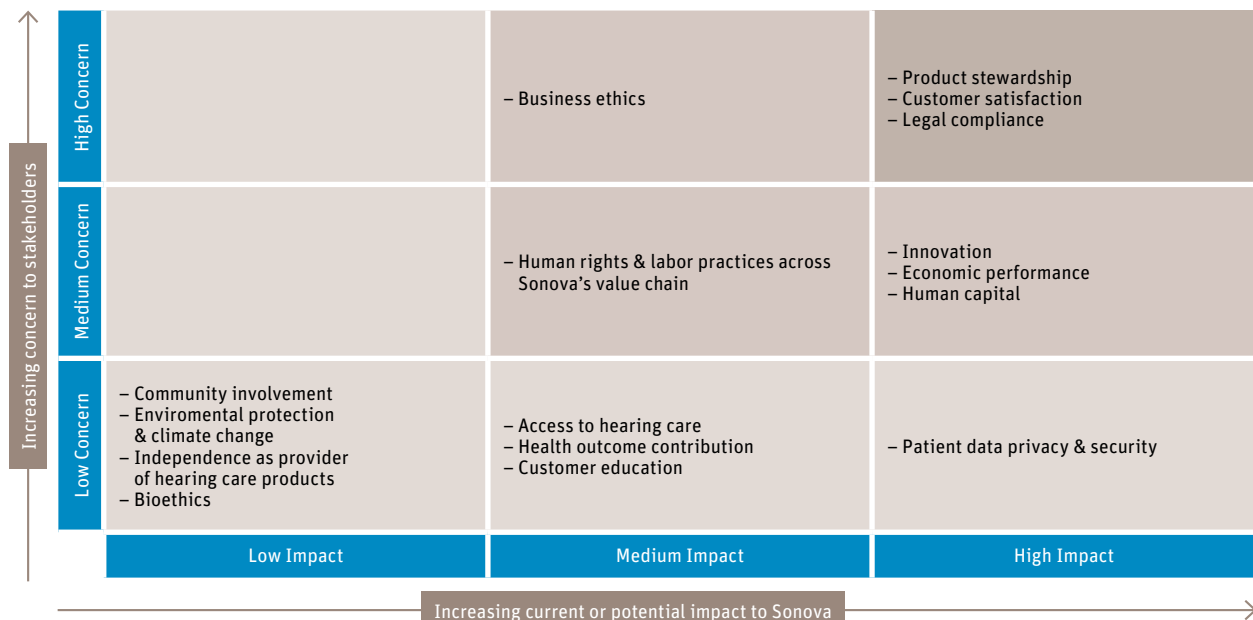 Increasing concern to stakeholders
High Concern
– Business ethics
– Product stewardship
– Customer satisfaction
– Legal compliance
Medium Concern
– Human rights & labor practices across
Sonova’s value chain
– Innovation
– Economic performance
– Human capital
Low Concern
– Community involvement
– Enviromental protection
& climate change
– Independence as provider
of hearing care products
– Bioethics
– Access to hearing care
– Health outcome contribution
– Customer education
– Patient data privacy & security
Low Impact
Medium Impact
High Impact
Increasing current or potential impact to Sonova